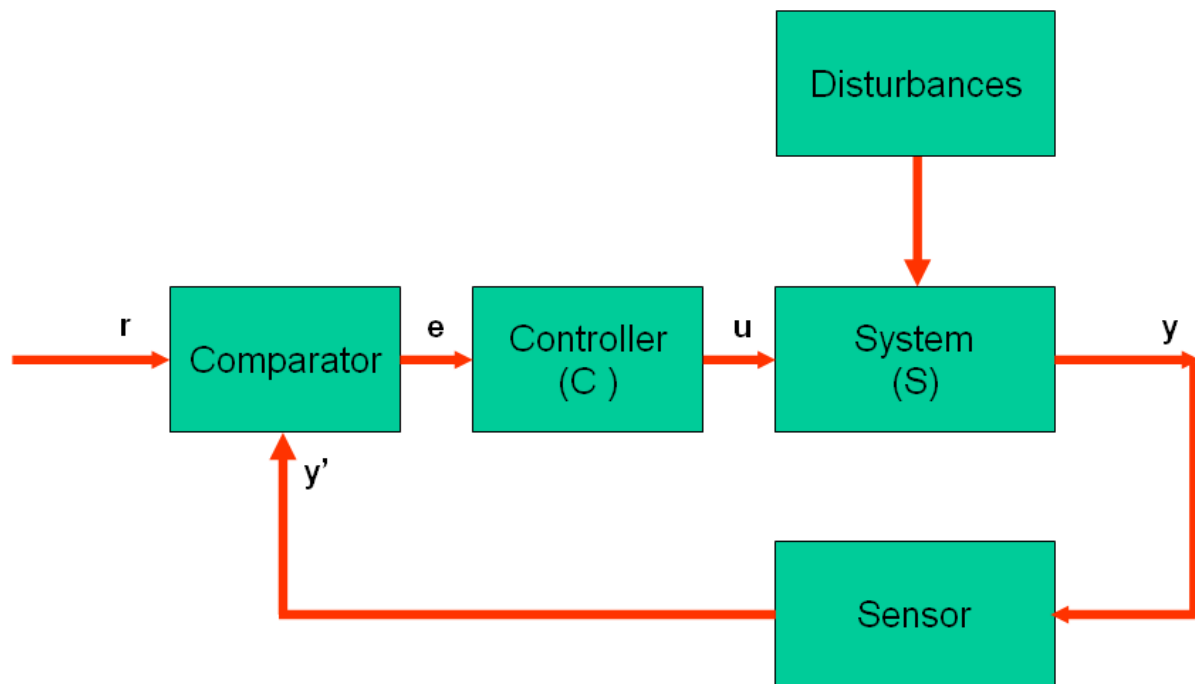 Disturbances
r
Comparator
e
Controller
(C )
u
System
(S)
y
y’
Sensor